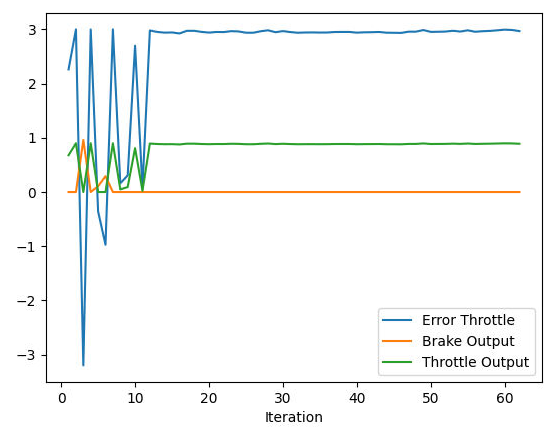 3
2
1
0
−1
−2
−3
Error Throttle
Brake Output
Throttle Output
0 10 20 30 40 50 60
Iteration